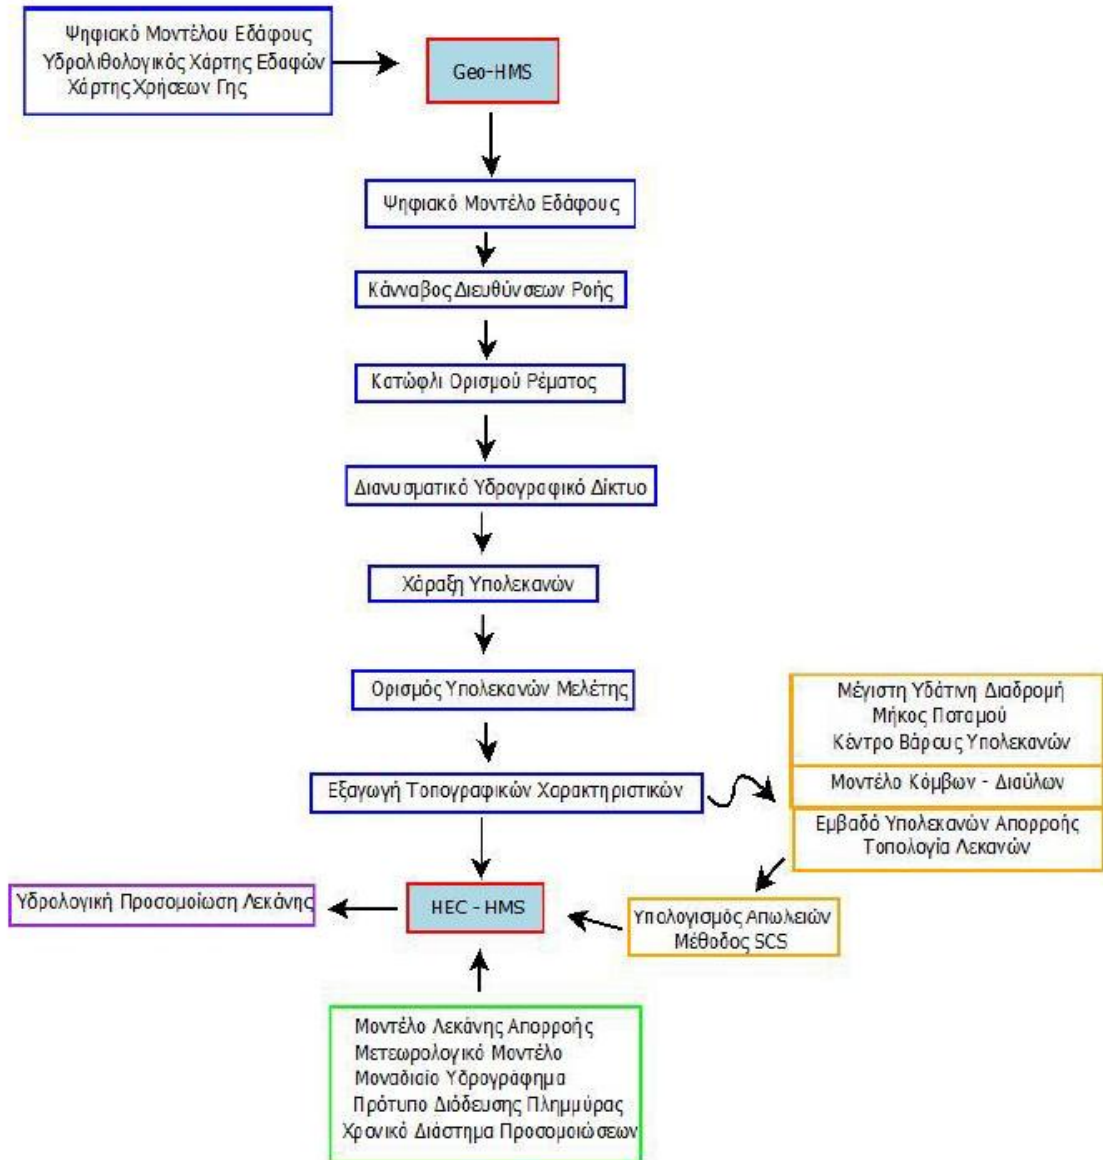 Ψηφιακό Μοντέλου Εδάφους
Υδρολιθολογικός Χάρτης Εδαφών
Χάρτης Χρήσεων Γης
Geo-HMS
Ψηφιακό Μοντέλο Εδάφους
Κάνναβος Διευθύνσεων Ροής
Κατώφλι Ορισμού Ρέματος
Διανυσματικό Υδρογραφικό Δίκτυο
Χάραξη Υπολεκανών
Ορισμός Υπολεκανών Μελέτης
Εξαγωγή Τοπογραφικών Χαρακτηριστικών
Μέγιστη Υδάτινη Διαδρομή
Μήκος Ποταμού
Κέντρο Βάρους Υπολεκανών
Μοντέλο Κόμβων - Διαύλων
Εμβαδό Υπολεκανών Απορροής
Τοπολογία Λεκανών
Υπολογισμός Απωλειών
Μέθοδος SCS
HEC - HMS
Υδρολογική Προσομοίωση Λεκάνης
Μοντέλο Λεκάνης Απορροής
Μετεωρολογικό Μοντέλο
Μοναδιαίο Υδρογράφημα
Πρότυπο Διόδευσης Πλημμύρας
Χρονικό Διάστημα Προσομοιώσεων